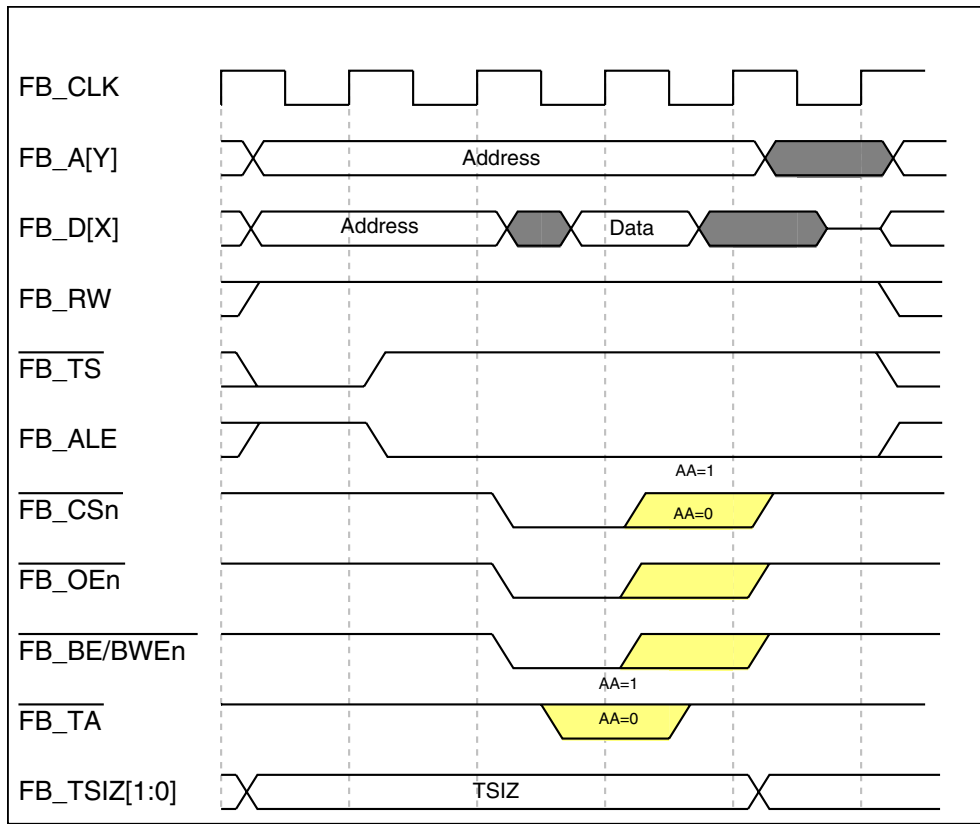 FB_CLK
FB_A[Y]
Address
FB_D[X]
Address
Data
FB_RW
FB_TS
FB_ALE
AA=1
FB_CSn
AA=0
FB_OEn
FB_BE/BWEn
AA=1
FB_TA
AA=0
FB_TSIZ[1:0]
TSIZ